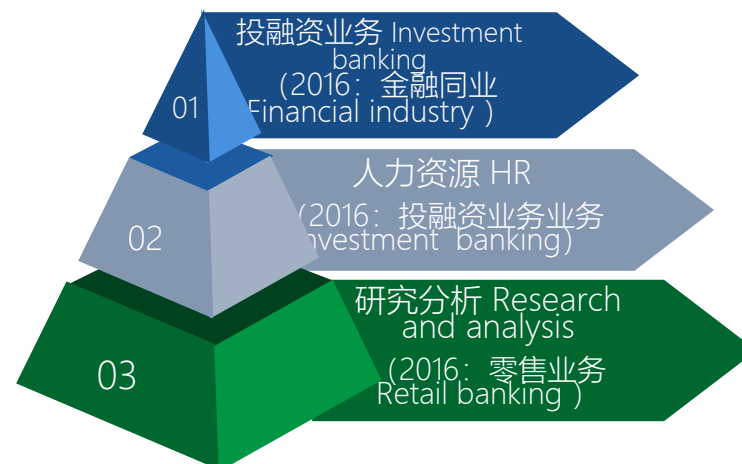 01
投融资业务 Investment
banking
（2016：金融同业
Financial industry ）
02
人力资源 HR
（2016：投融资业务业务
Investment banking）
03
研究分析 Research
and analysis
（2016：零售业务
Retail banking ）